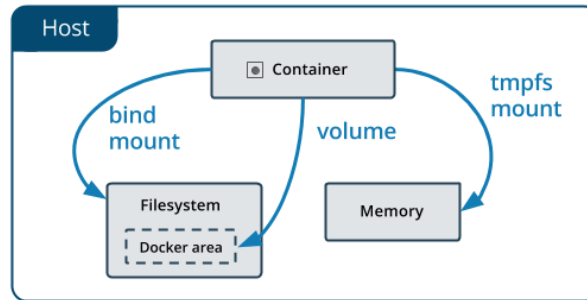 Host
Container
bind
mount
volume
tmpfs
mount
Filesystem
Docker area
Memory